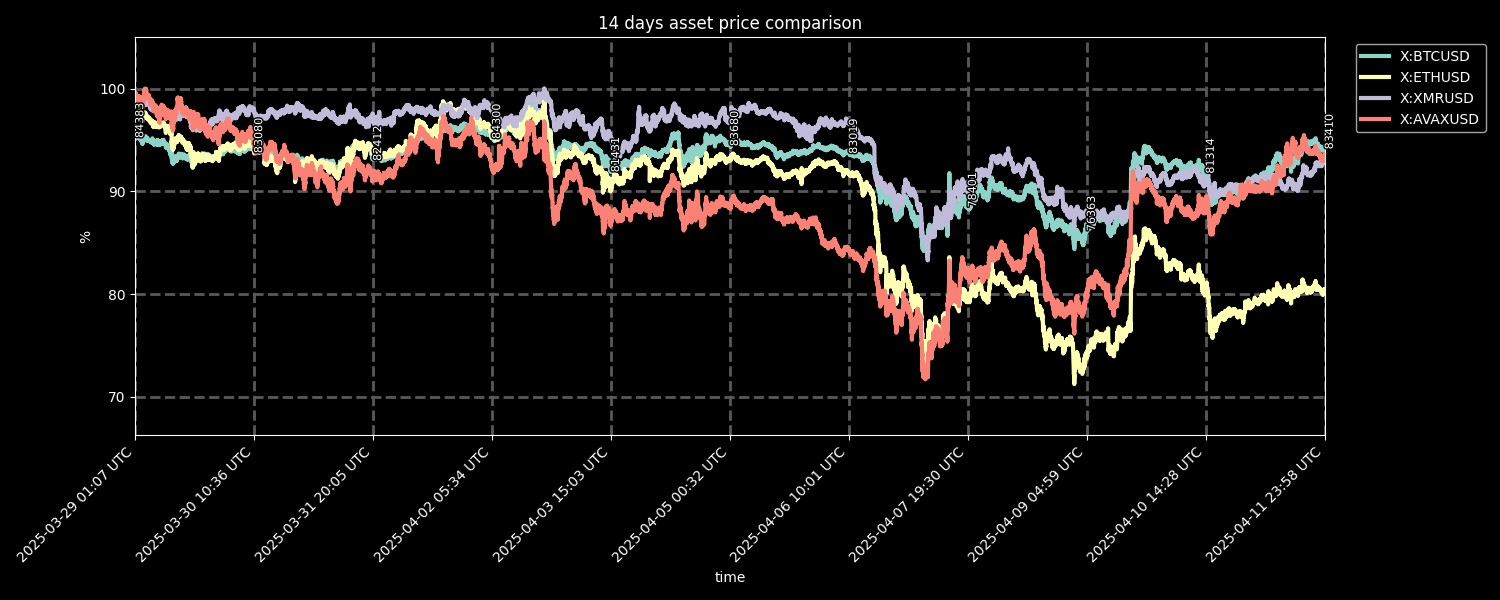 14 days asset price comparison
X:BTCUSD
X:ETHUSD
X:XMRUSD
X:AVAXUSD
100
90
80
70
%
84383
83080
82412
84300
81431
83680
83019
78401
76363
81314
83410
2025-03-29 01:07 UTC
2025-03-30 10:36 UTC
2025-03-31 20:05 UTC
2025-04-02 05:34 UTC
2025-04-03 15:03 UTC
2025-04-05 00:32 UTC
2025-04-06 10:01 UTC
2025-04-07 19:30 UTC
2025-04-09 04:59 UTC
2025-04-10 14:28 UTC
2025-04-11 23:58 UTC
time